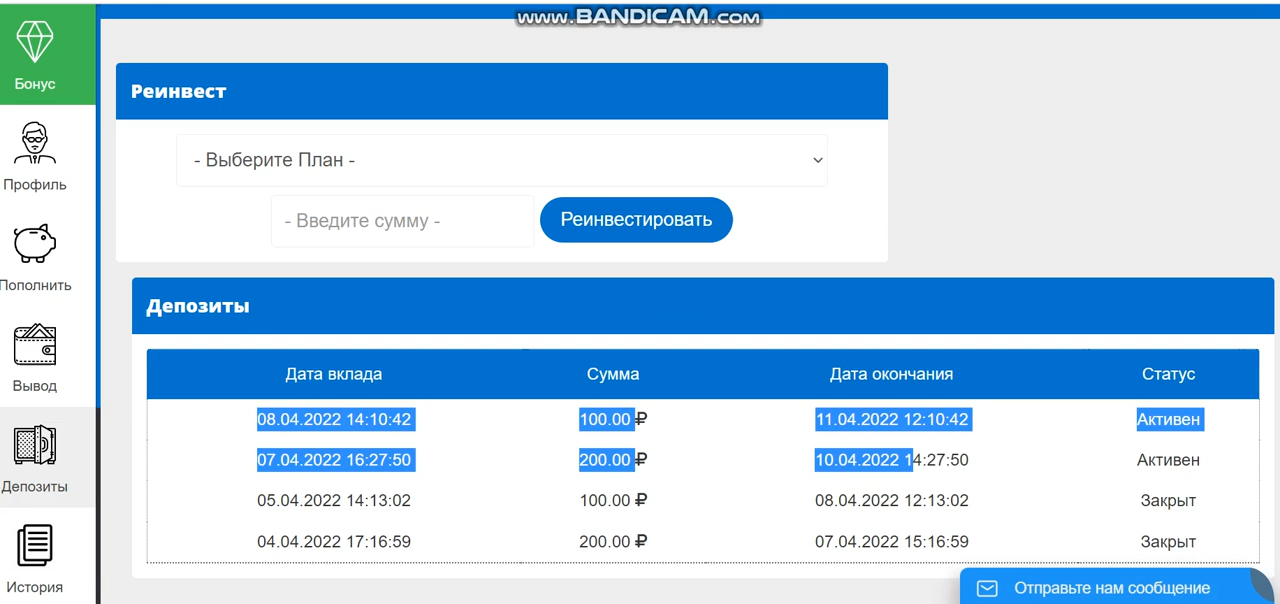 www.BANDICAM.com
Бонус
Профиль
Пополнить
Вывод
Депозиты
История
Реинвест
- Выберите План -
- Введите сумму - Реинвестировать
Депозиты
Дата вклада Сумма Дата окончания Статус
08.04.2022 14:10:42 100.00 ₽ 11.04.2022 12:10:42 Активен
07.04.2022 16:27:50 200.00 ₽ 10.04.2022 14:27:50 Активен
05.04.2022 14:13:02 100.00 ₽ 08.04.2022 12:13:02 Закрыт
04.04.2022 17:16:59 200.00 ₽ 07.04.2022 15:16:59 Закрыт
Отправьте нам сообщение